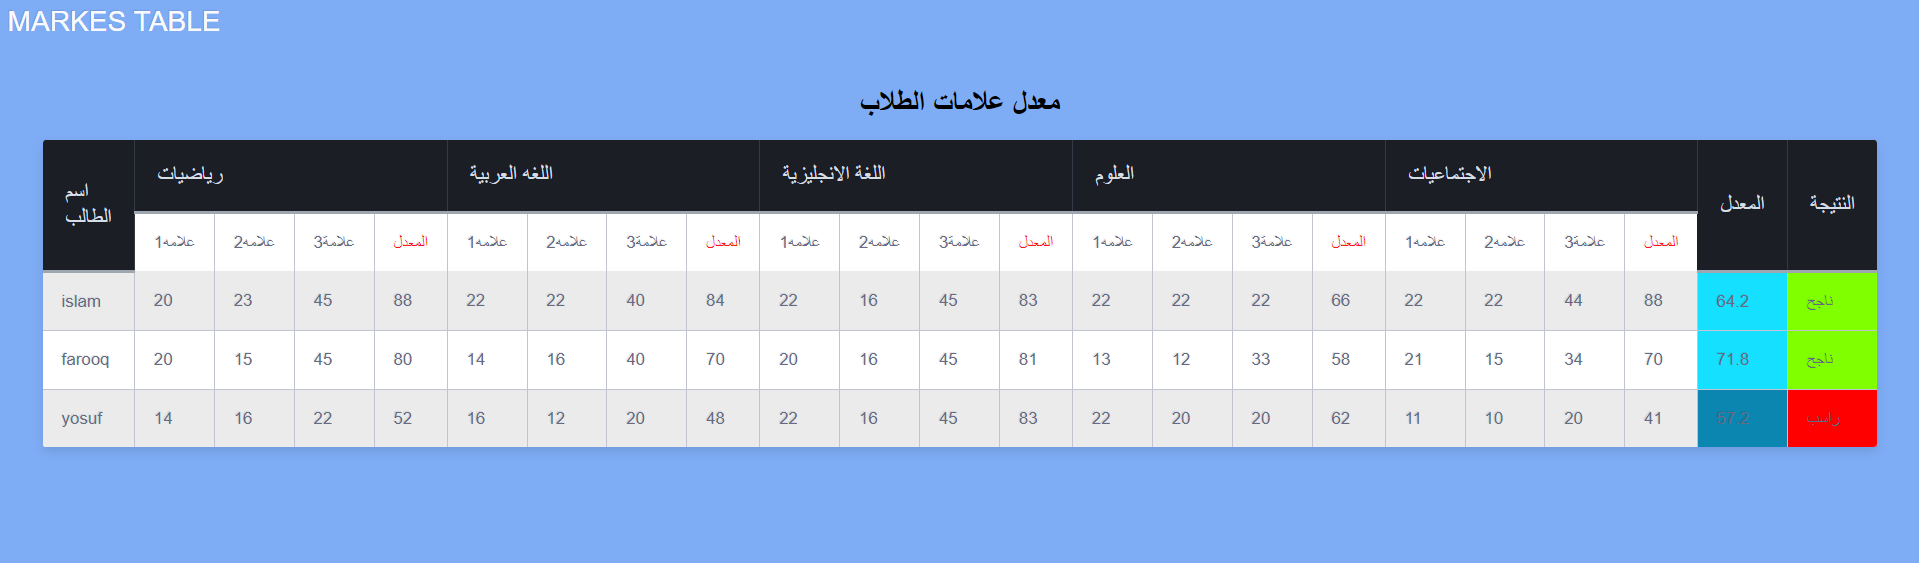 MARKES TABLE
معدل علامات الطلاب
اسم الطالب رياضيات اللغه العربية اللغة الانجليزية العلوم الاجتماعيات المعدل النتيجة
علامه1 علامه2 علامة3 المعدل علامه1 علامه2 علامة3 المعدل علامه1 علامه2 علامة3 المعدل علامه1 علامه2 علامة3 المعدل علامه1 علامه2 علامة3 المعدل
islam 20 23 45 88 22 22 40 84 22 16 45 83 22 22 22 66 22 22 44 88 64.2 ناجح
farooq 20 15 45 80 14 16 40 70 20 16 45 81 13 12 33 58 21 15 34 70 71.8 ناجح
yosuf 14 16 22 52 16 12 20 48 22 16 45 83 22 20 20 62 11 10 20 41 57.2 راسب